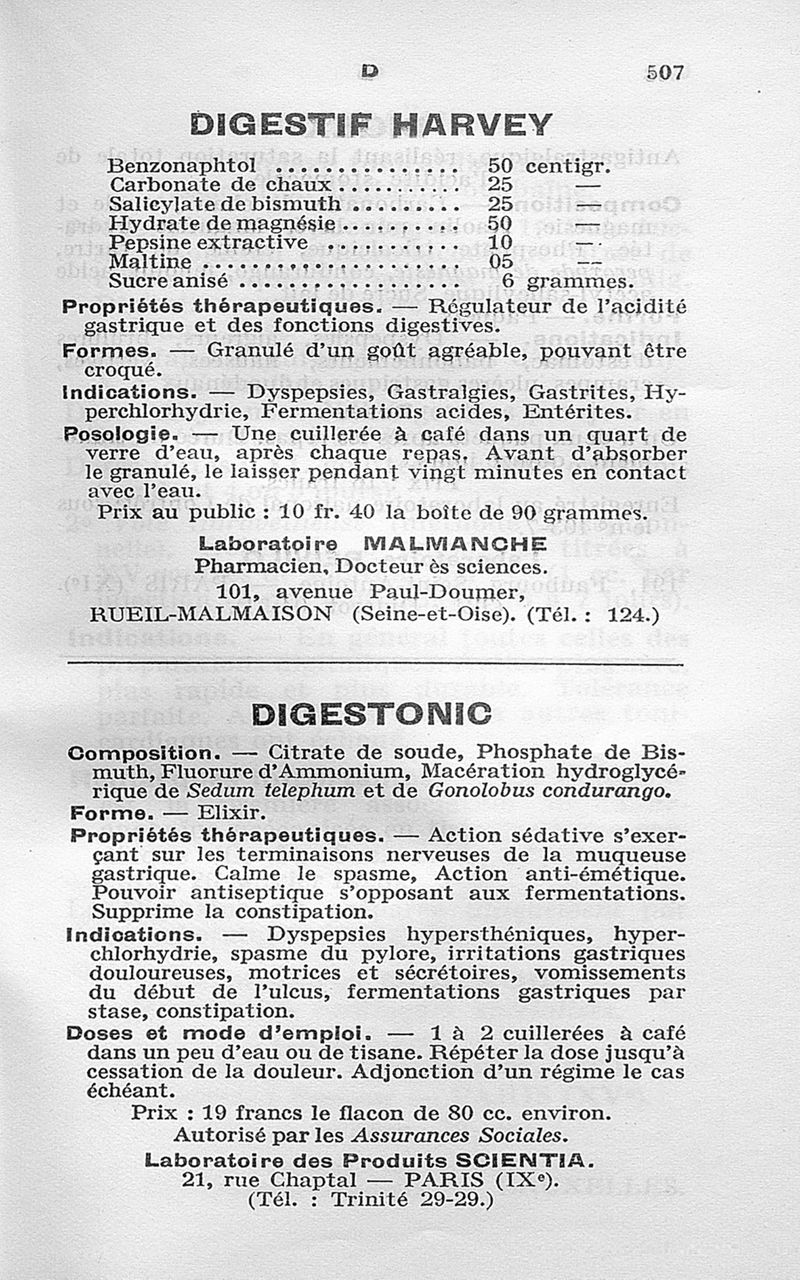 D 507
DIGESTIF HARVEY
Benzonaphtol ............... 50 centigr.
Carbonate de chaux .......... 25 —
Salicylate de bismuth ......... 25 —
Hydrate de magnésie .......... 50 —
Pepsine extractive ........... 10 —
Maltine .................... 05 —
Sucre anisé .................. 6 grammes.
Propriétés thérapeutiques. — Régulateur de l'acidité
gastrique et des fonctions digestives.
Formes. — Granulé d'un goût agréable, pouvant être
croqué.
Indications. — Dyspepsies, Gastralgies, Gastrites, Hy-
perchlorhydrie, Fermentations acides, Entérites.
Posologie. — Une cuillerée à café dans un quart de
verre d'eau, après chaque repas. Avant d'absorber
le granulé, le laisser pendant vingt minutes en contact
avec l'eau.
Prix au public : 10 fr. 40 la boîte de 90 grammes.
Laboratoire MALMANCHE
Pharmacien, Docteur ès sciences.
101, avenue Paul-Doumer,
RUEIL-MALMAISON (Seine-et-Oise). (Tél. : 124.)
DIGESTONIC
Composition. — Citrate de soude, Phosphate de Bis-
muth, Fluorure d'Ammonium, Macération hydroglycé-
rique de Sedum telephum et de Gonolobus condurango.
Forme. — Elixir.
Propriétés thérapeutiques. — Action sédative s'exer-
çant sur les terminaisons nerveuses de la muqueuse
gastrique. Calme le spasme, Action anti-émétique.
Pouvoir antiseptique s'opposant aux fermentations.
Supprime la constipation.
Indications. — Dyspepsies hypersthéniques, hyper-
chlorhydrie, spasme du pylore, irritations gastriques
douloureuses, motrices et sécrétoires, vomissements
du début de l'ulcus, fermentations gastriques par
stase, constipation.
Doses et mode d'emploi. — 1 à 2 cuillerées à café
dans un peu d'eau ou de tisane. Répéter la dose jusqu'à
cessation de la douleur. Adjonction d'un régime le cas
échéant.
Prix : 19 francs le flacon de 80 cc. environ.
Autorisé par les Assurances Sociales.
Laboratoire des Produits SCIENTIA.
21, rue Chaptal — PARIS (IXe).
(Tél. : Trinité 29-29.)